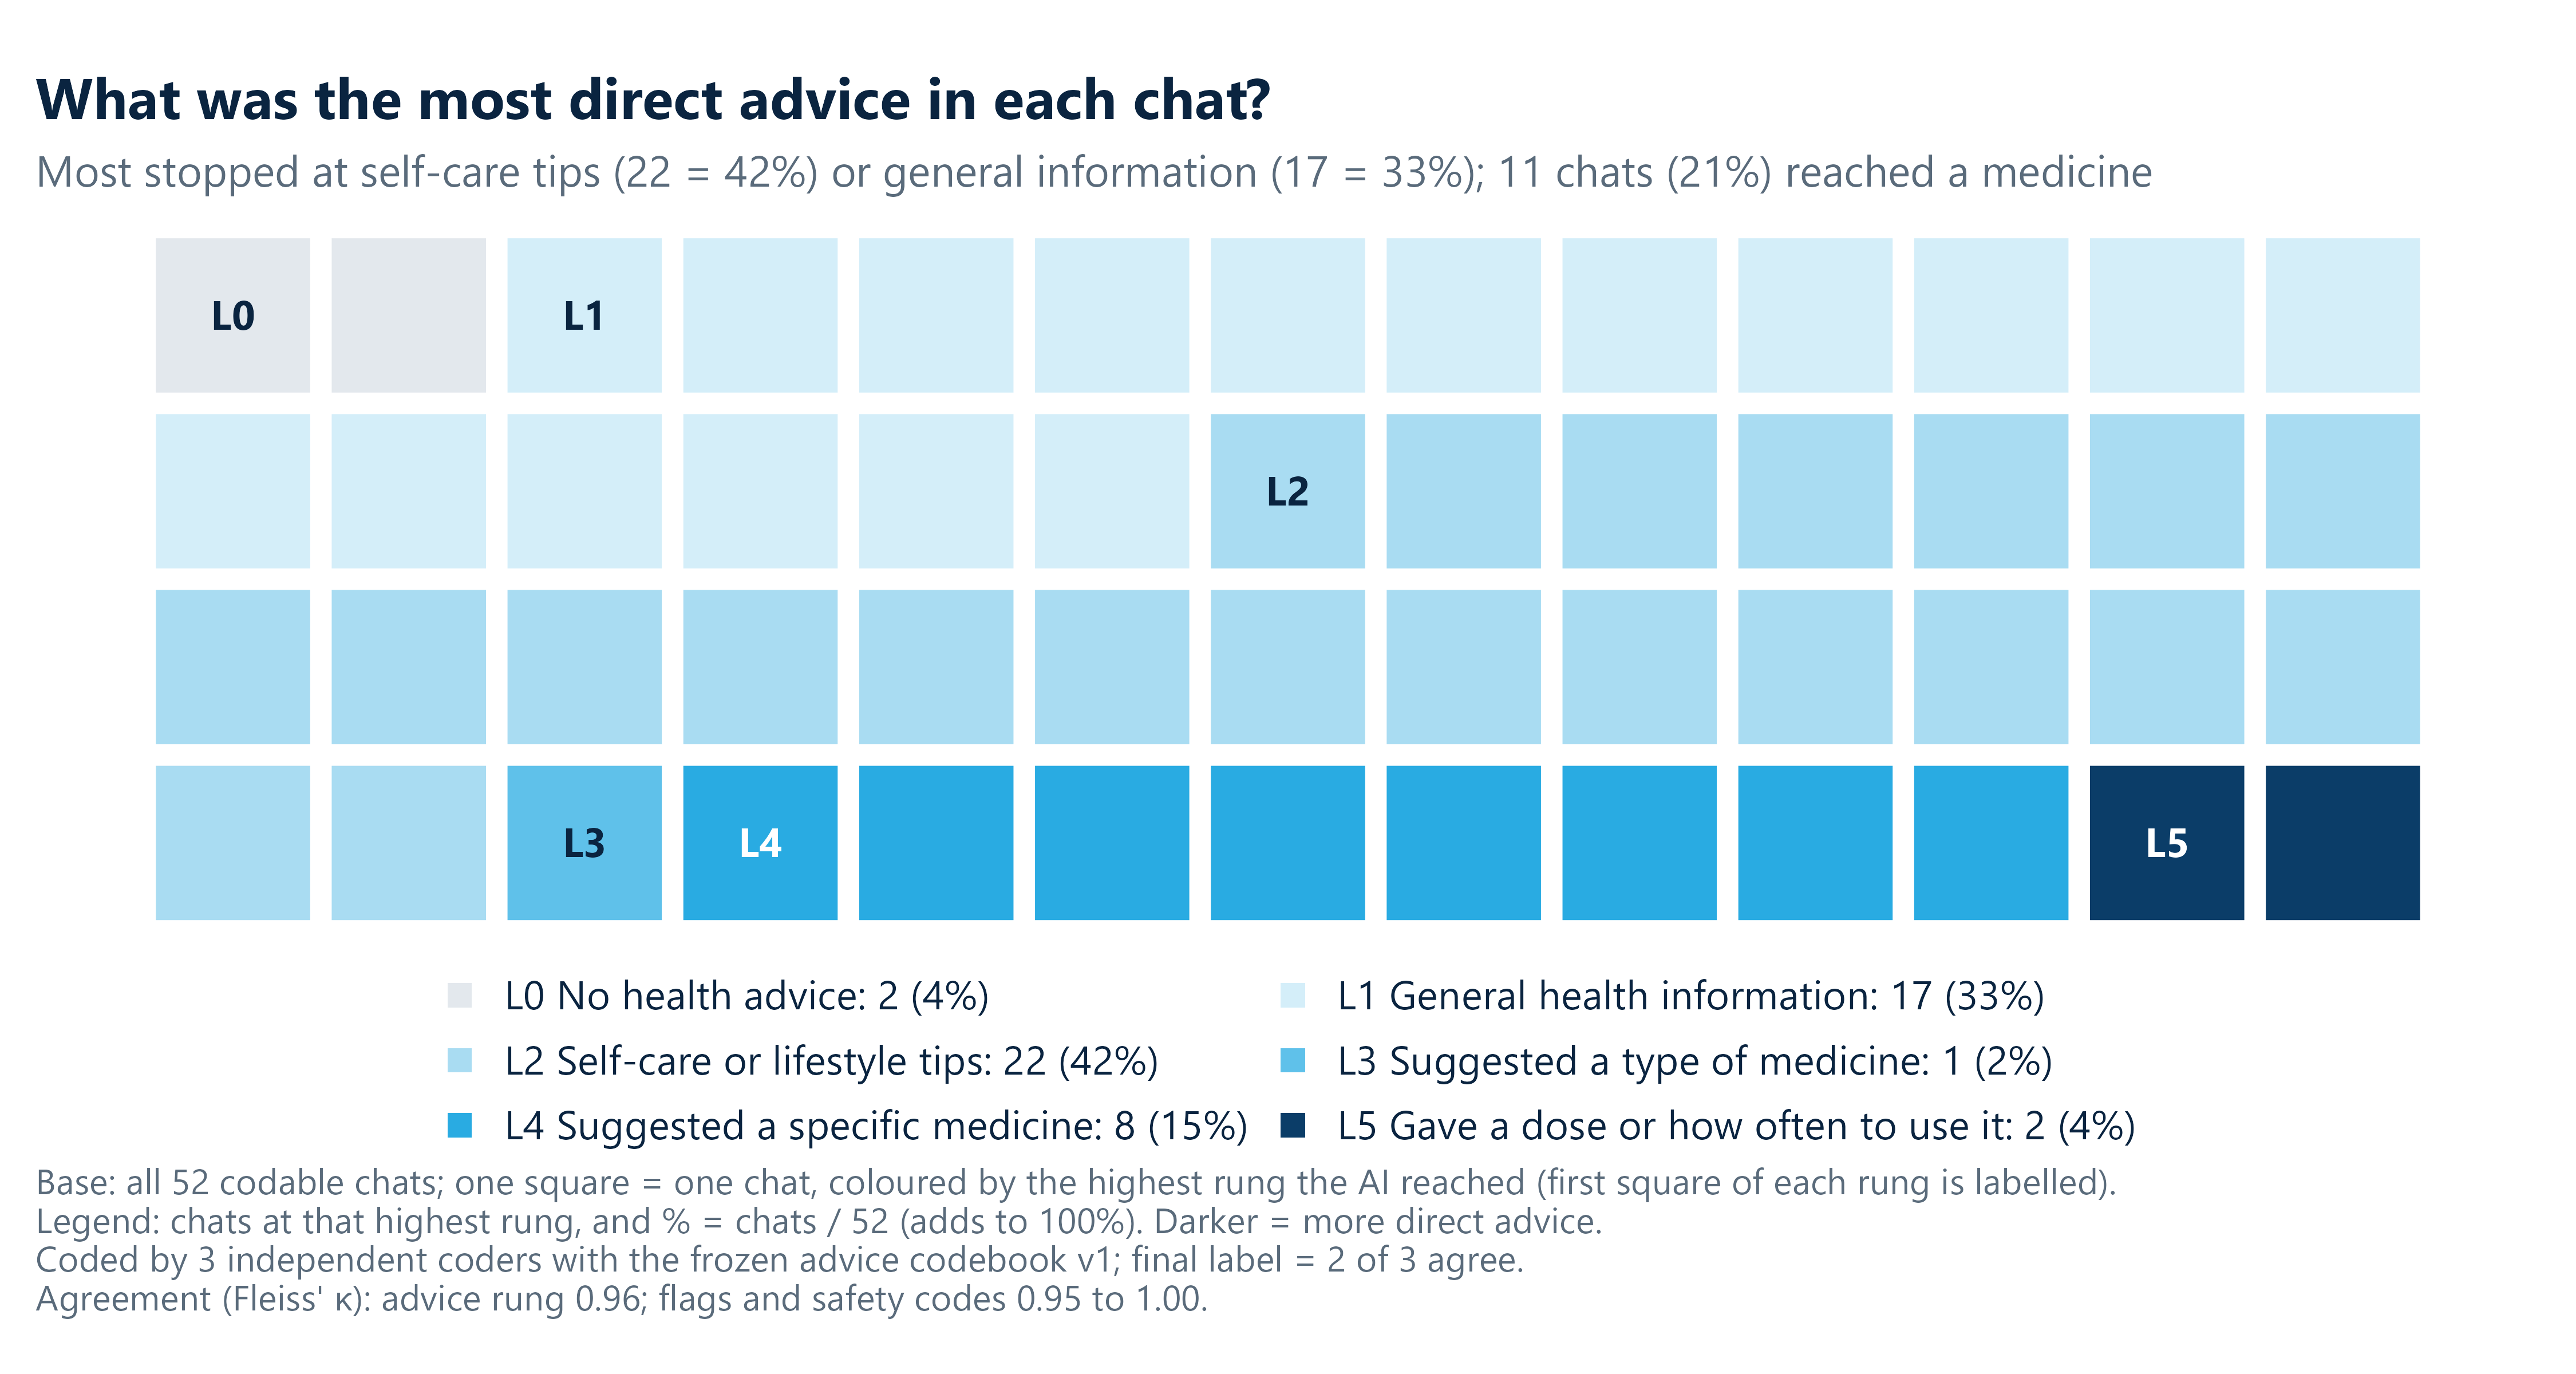 What was the most direct advice in each chat?
Most stopped at self-care tips (22 = 42%) or general information (17 = 33%); 11 chats (21%) reached a medicine
L0
L1
L2
L3
L4
L5
L0 No health advice: 2 (4%)
L1 General health information: 17 (33%)
L2 Self-care or lifestyle tips: 22 (42%)
L3 Suggested a type of medicine: 1 (2%)
L4 Suggested a specific medicine: 8 (15%)
L5 Gave a dose or how often to use it: 2 (4%)
Base: all 52 codable chats; one square = one chat, coloured by the highest rung the AI reached (first square of each rung is labelled).
Legend: chats at that highest rung, and % = chats / 52 (adds to 100%). Darker = more direct advice.
Coded by 3 independent coders with the frozen advice codebook v1; final label = 2 of 3 agree.
Agreement (Fleiss' κ): advice rung 0.96; flags and safety codes 0.95 to 1.00.